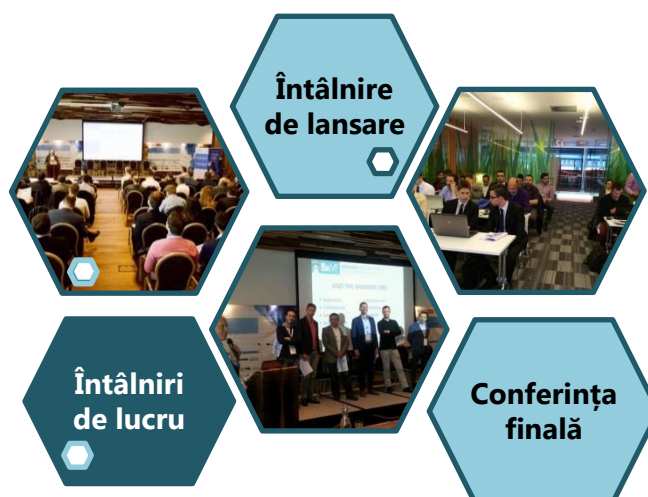 Întâlnire
de lansare
AND THE WINNERS ARE
Întâlniri
de lucru
Conferința
finală